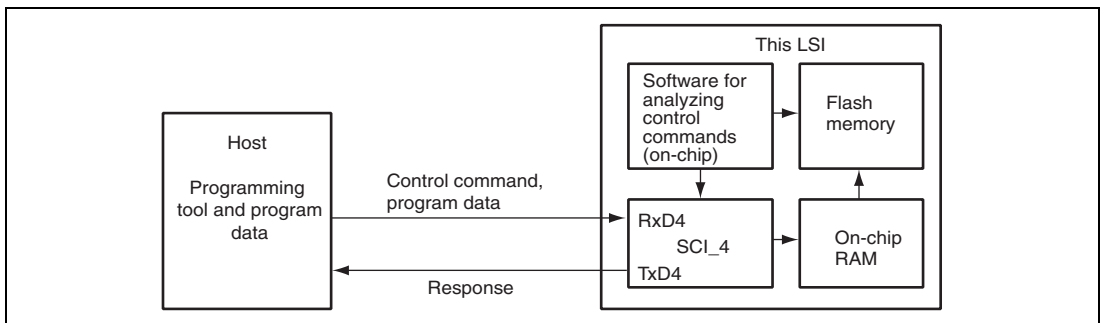 This LSI
Software for
analyzing
control
commands
(on-chip)
Flash
memory
Host
Programming
tool and program
data
Control command,
program data
RxD4
SCI_4
TxD4
On-chip
RAM
Response